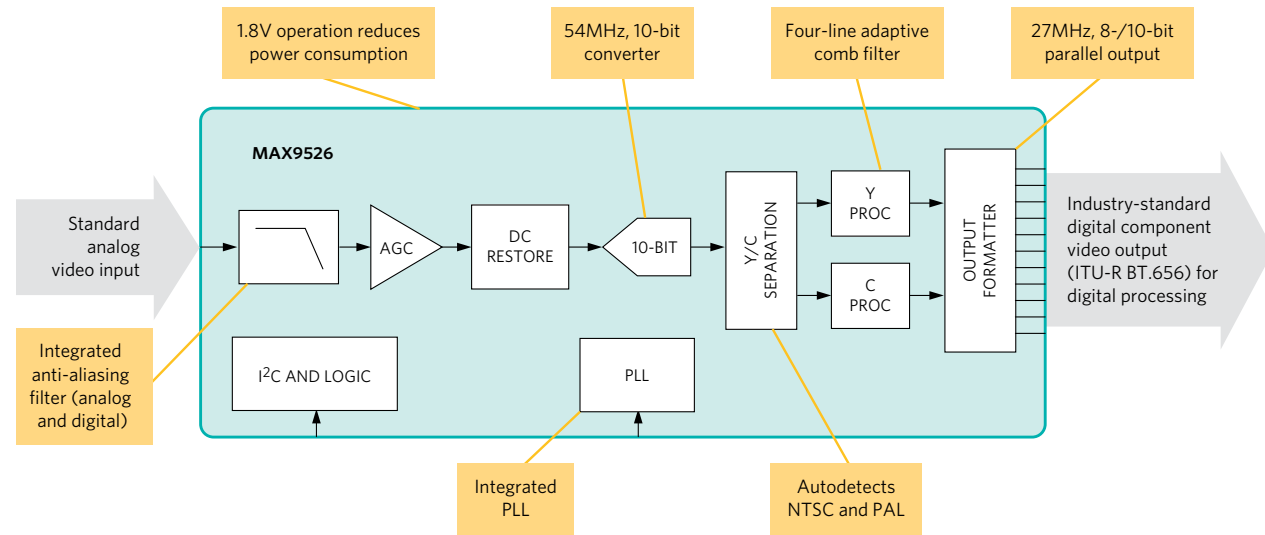 1.8V operation reduces
power consumption
54MHz, 10-bit
converter
Four-line adaptive
comb filter
27MHz, 8-/10-bit
parallel output
MAX9526
Standard
analog
video input
AGC
DC
RESTORE
10-BIT
Y/C
SEPARATION
Y
PROC
C
PROC
OUTPUT
FORMATTER
Industry-standard
digital component
video output
(ITU-R BT.656) for
digital processing
Integrated
anti-aliasing
filter (analog
and digital)
I²C AND LOGIC
PLL
Integrated
PLL
Autodetects
NTSC and PAL